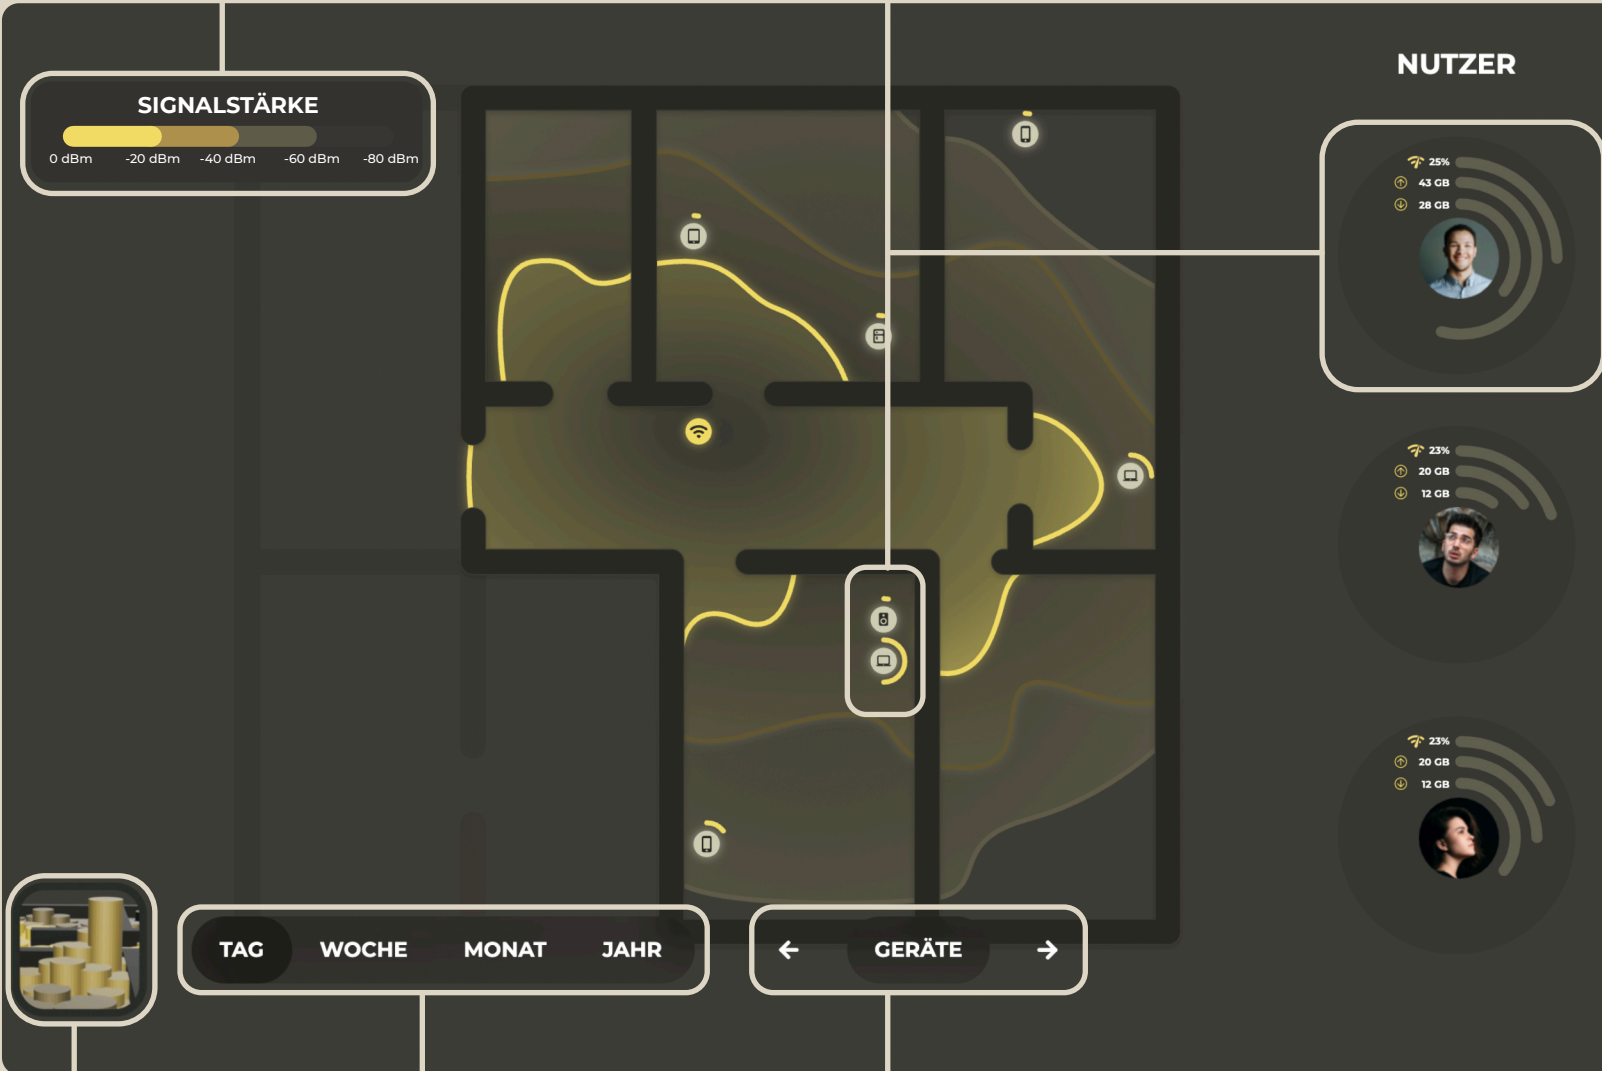 NUTZER
SIGNALSTÄRKE
0 dBm -20 dBm -40 dBm -60 dBm -80 dBm
25%
43 GB
28 GB
23%
20 GB
12 GB
23%
20 GB
12 GB
TAG WOCHE MONAT JAHR
GERÄTE